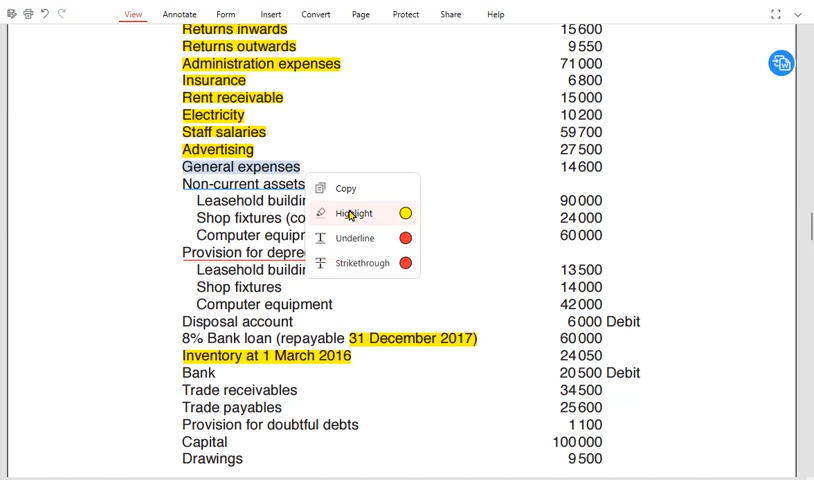 View Annotate Form Insert Convert Page Protect Share Help
Returns inwards 15 600
Returns outwards 9 550
Administration expenses 71 000
Insurance 6 800
Rent receivable 15 000
Electricity 10 200
Staff salaries 59 700
Advertising 27 500
General expenses 14 600
Non-current assets
Copy
Leasehold buildin 90 000
Highlight
Shop fixtures (co 24 000
Computer equipr 60 000
Underline
Provision for depre
Strikethrough
Leasehold buildin 13 500
Shop fixtures 14 000
Computer equipment 42 000
Disposal account 6 000 Debit
8% Bank loan (repayable 31 December 2017) 60 000
Inventory at 1 March 2016 24 050
Bank 20 500 Debit
Trade receivables 34 500
Trade payables 25 600
Provision for doubtful debts 1 100
Capital 100 000
Drawings 9 500